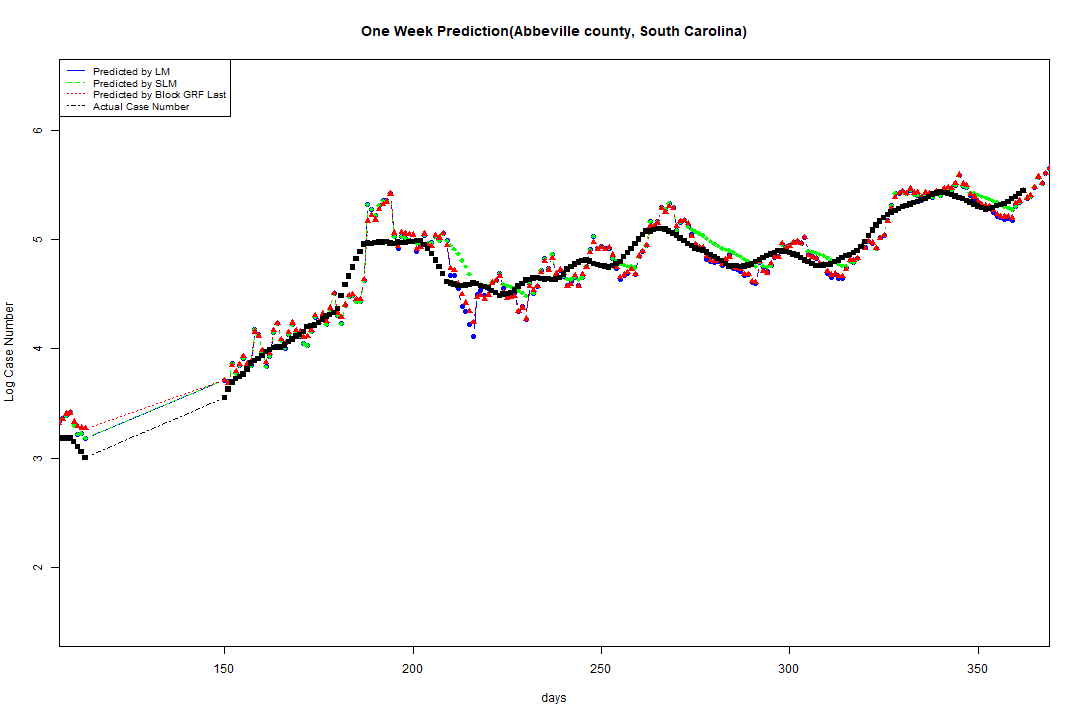 One Week Prediction(Abbeville county, South Carolina)
Predicted by LM
Predicted by SLM
Predicted by Block GRF Last
Actual Case Number
6
5
4
3
2
Log Case Number
150 200 250 300 350
days